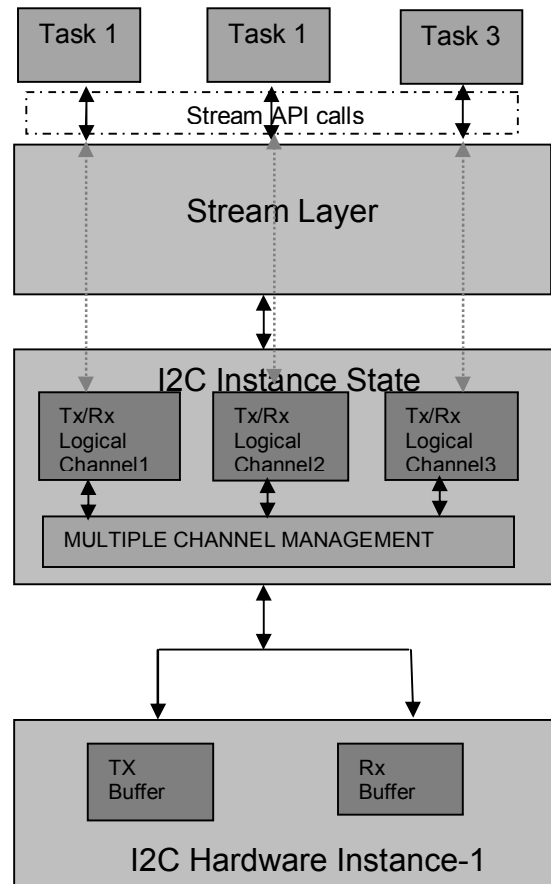 Task 1
Task 1
Task 3
Stream API calls
Stream Layer
I2C Instance State
Tx/Rx
Logical
Channel1
Tx/Rx
Logical
Channel2
Tx/Rx
Logical
Channel3
MULTIPLE CHANNEL MANAGEMENT
TX
Buffer
Rx
Buffer
I2C Hardware Instance-1